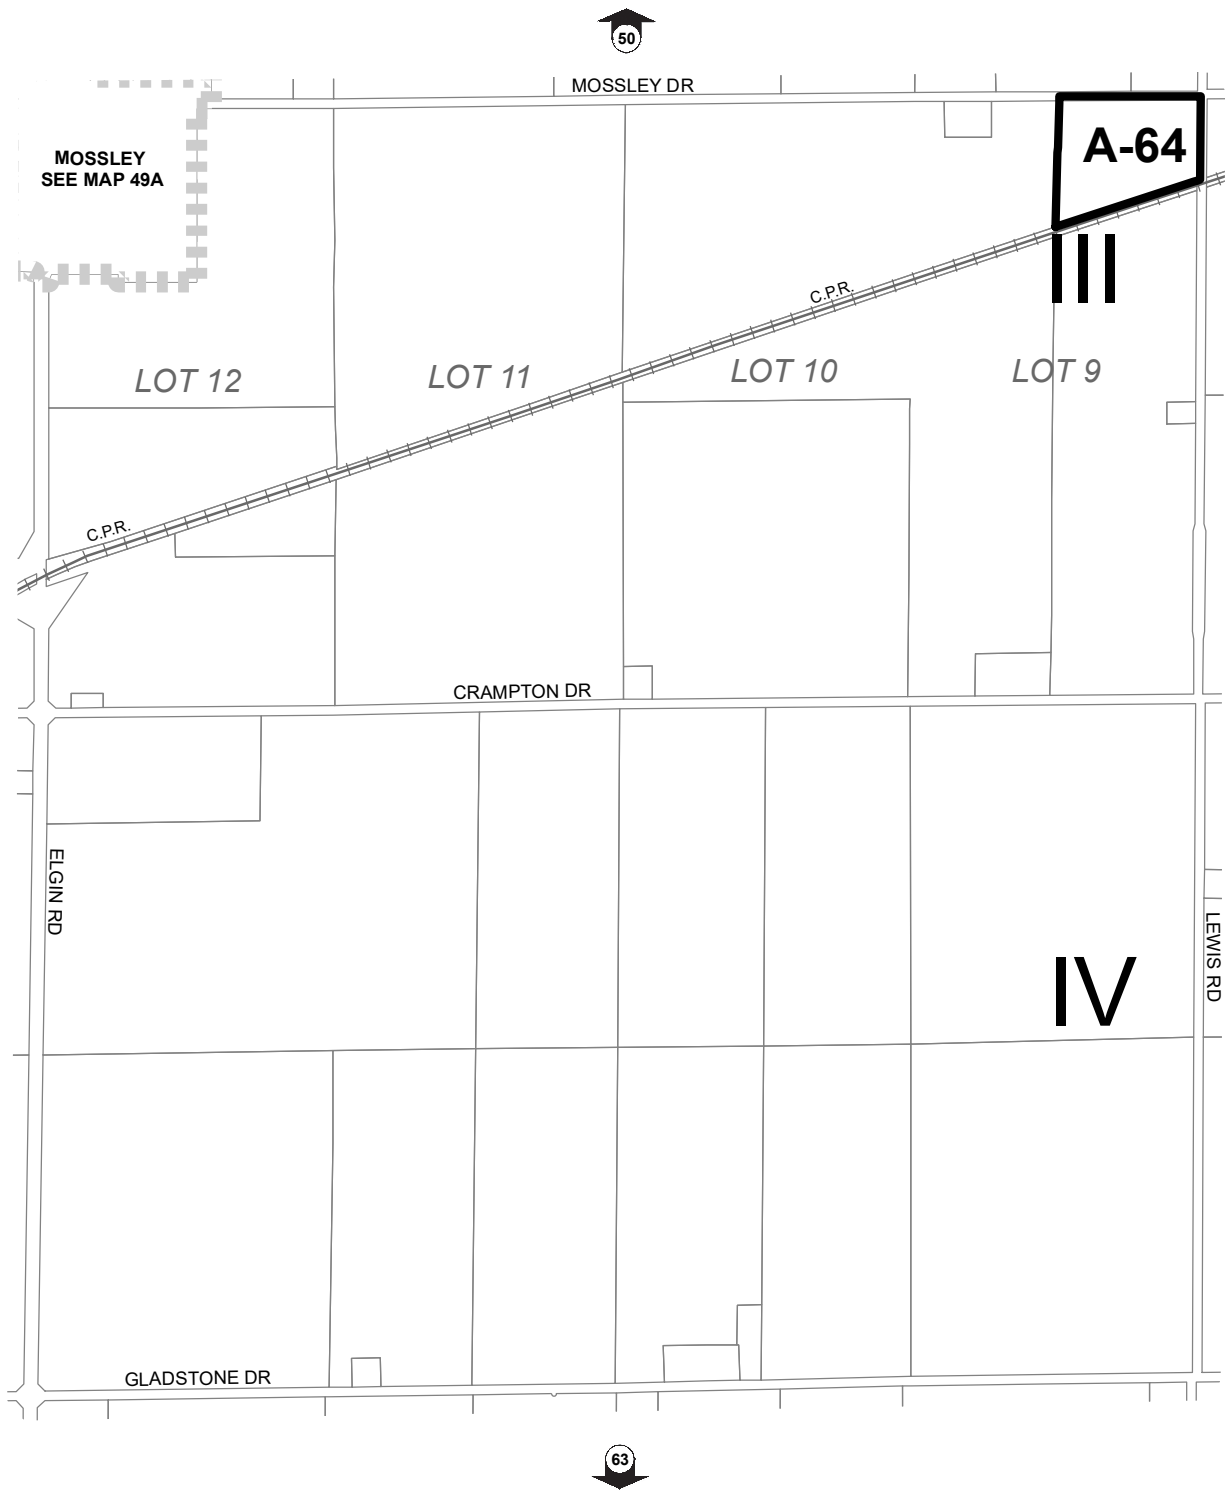 50
MOSSLEY DR
MOSSLEY
SEE MAP 49A
A-64
III
C.P.R.
LOT 12
LOT 11
LOT 10
LOT 9
C.P.R.
CRAMPTON DR
ELGIN RD
LEWIS RD
IV
GLADSTONE DR
63